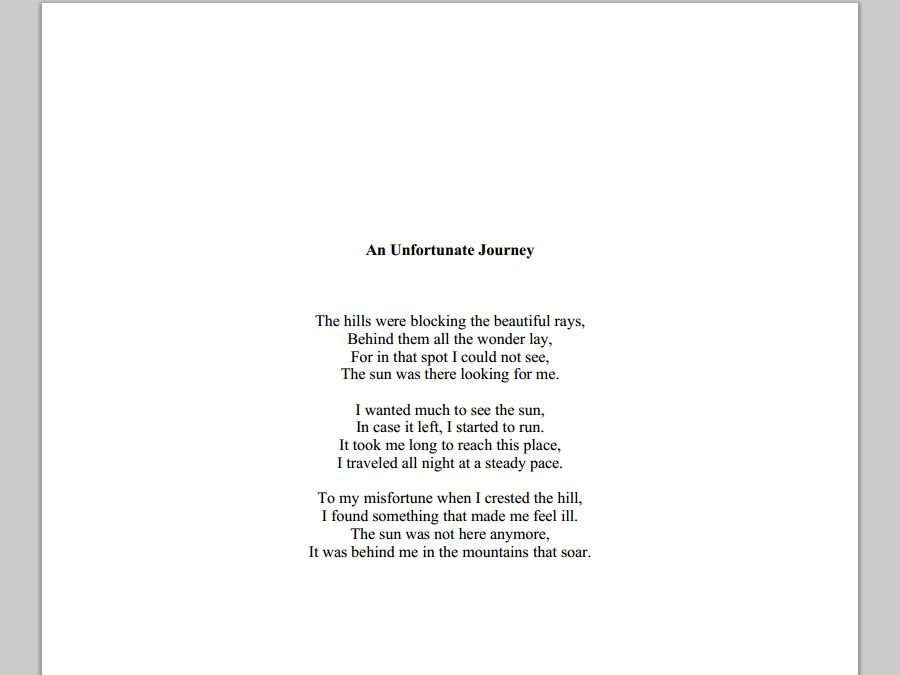 An Unfortunate Journey
The hills were blocking the beautiful rays,
Behind them all the wonder lay,
For in that spot I could not see,
The sun was there looking for me.
I wanted much to see the sun,
In case it left, I started to run.
It took me long to reach this place,
I traveled all night at a steady pace.
To my misfortune when I crested the hill,
I found something that made me feel ill.
The sun was not here anymore,
It was behind me in the mountains that soar.